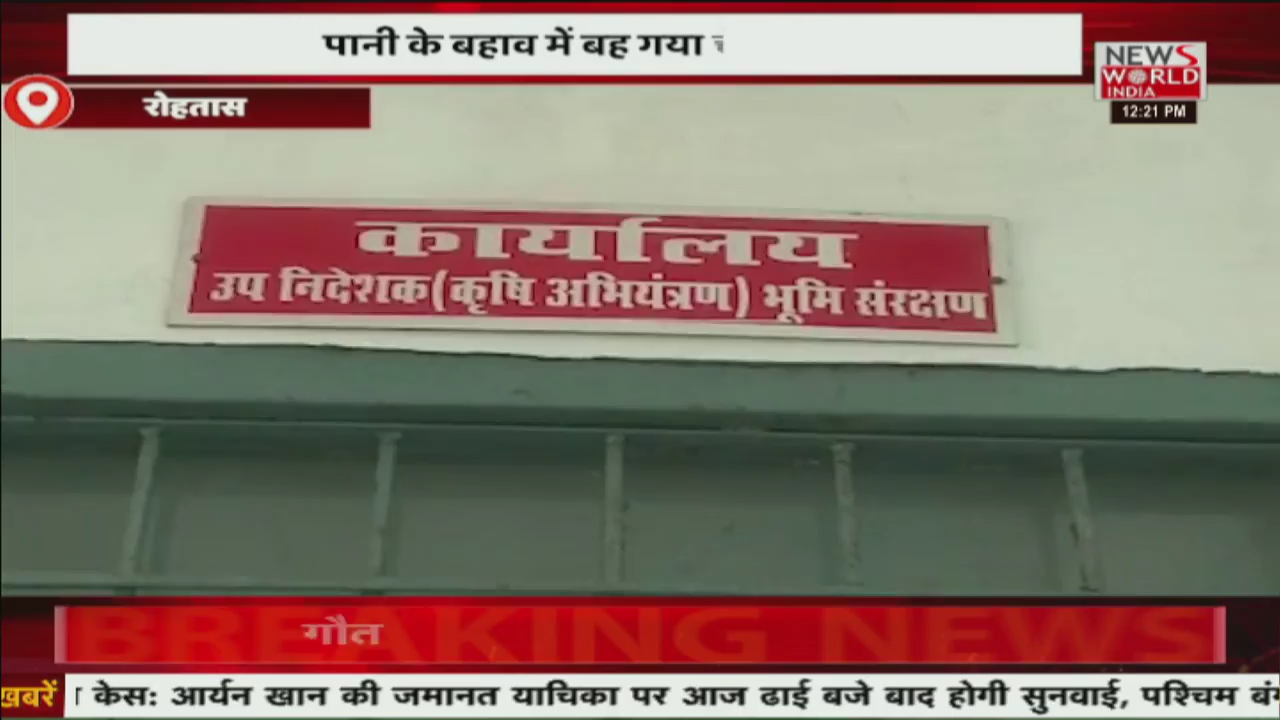 पानी के बहाव में बह गया
NEWS
WORLD
INDIA
12:21 PM
रोहतास
कार्यालय
उप निदेशक(कृषि अभियंत्रण) भूमि संरक्षण
BREAKING NEWS
गौत
खबरें
केस: आर्यन खान की जमानत याचिका पर आज ढाई बजे बाद होगी सुनवाई, पश्चिम